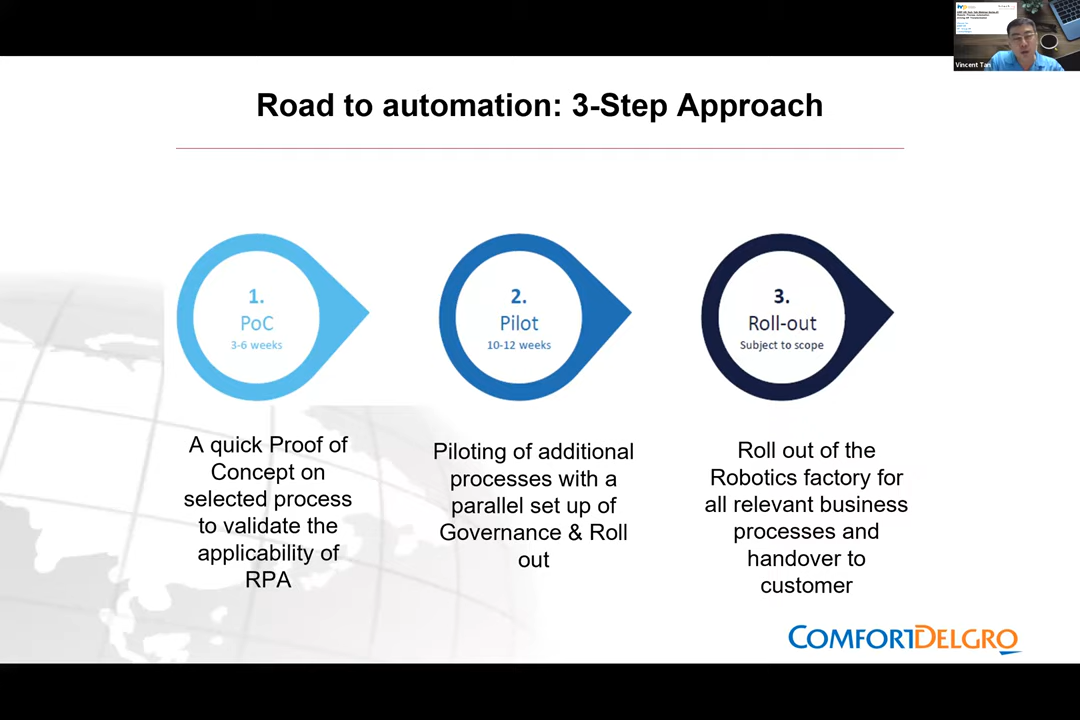 Road to automation: 3-Step Approach
1.
PoC
3-6 weeks
2.
Pilot
10-12 weeks
3.
Roll-out
Subject to scope
A quick Proof of
Concept on
selected process
to validate the
applicability of
RPA
Piloting of additional
processes with a
parallel set up of
Governance & Roll
out
Roll out of the
Robotics factory for
all relevant business
processes and
handover to
customer
COMFORTDELGRO
Vincent Tan